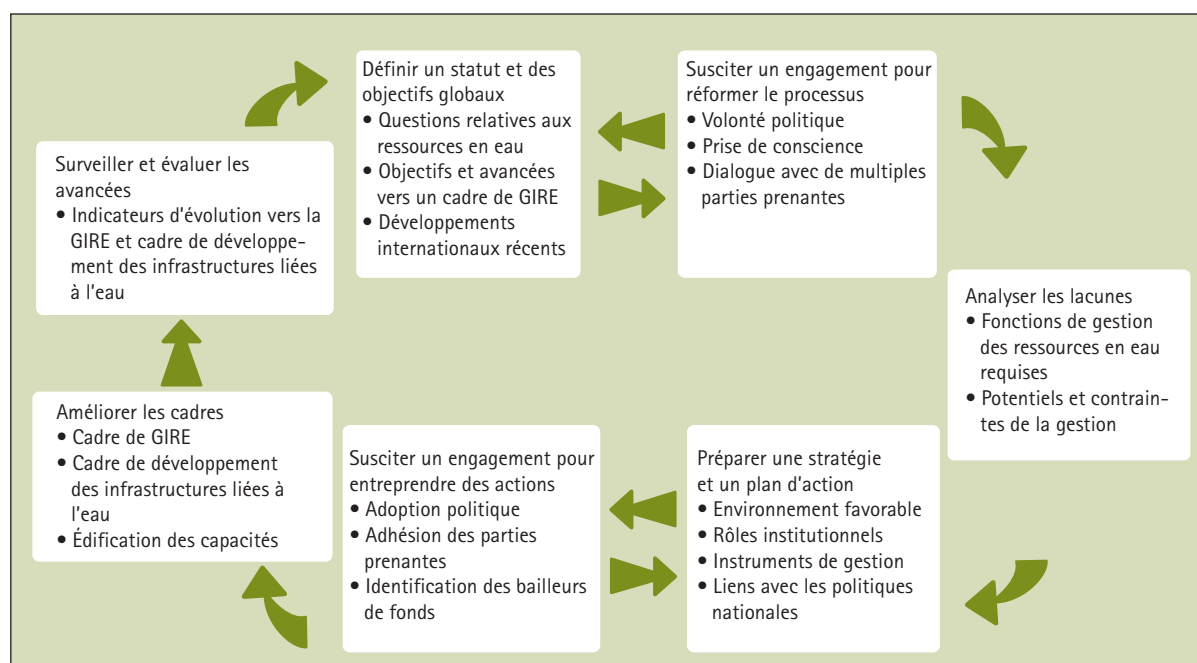 Définir un statut et des
objectifs globaux
• Questions relatives aux
ressources en eau
• Objectifs et avancées
vers un cadre de GIRE
• Développements
internationaux récents
Susciter un engagement pour
réformer le processus
• Volonté politique
• Prise de conscience
• Dialogue avec de multiples
parties prenantes
Analyser les lacunes
• Fonctions de gestion
des ressources en eau
requises
• Potentiels et contrain-
tes de la gestion
Préparer une stratégie
et un plan d'action
• Environnement favorable
• Rôles institutionnels
• Instruments de gestion
• Liens avec les politiques
nationales
Susciter un engagement pour
entreprendre des actions
• Adoption politique
• Adhésion des parties
prenantes
• Identification des bailleurs
de fonds
Améliorer les cadres
• Cadre de GIRE
• Cadre de développement
des infrastructures liées à
l'eau
• Édification des capacités
Surveiller et évaluer les
avancées
• Indicateurs d'évolution vers la
GIRE et cadre de développe-
ment des infrastructures liées
à l'eau